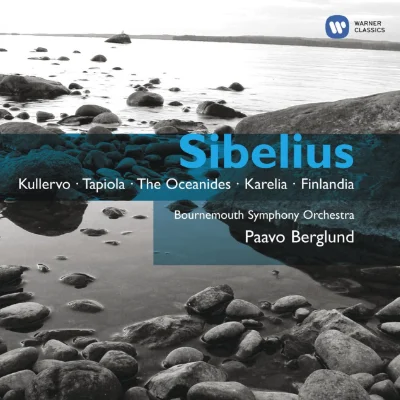 WARNER
CLASSICS
Sibelius
Kullervo · Tapiola · The Oceanides · Karelia · Finlandia
Bournemouth Symphony Orchestra
Paavo Berglund